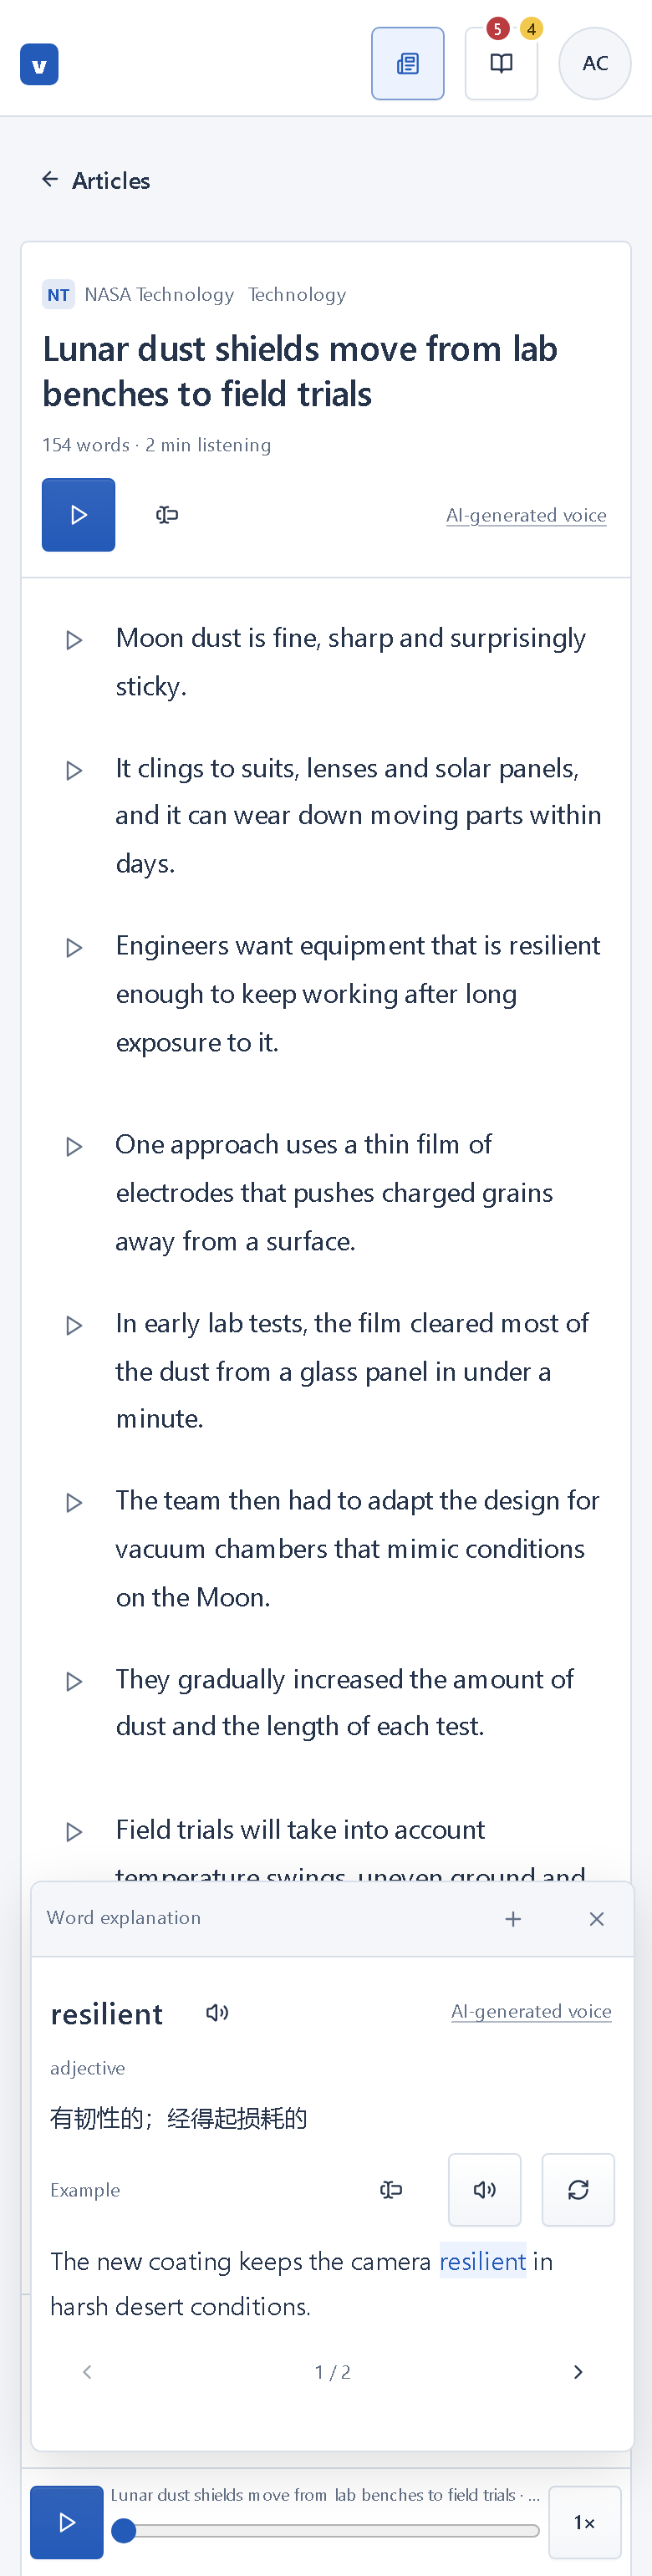 v
5
4
AC
Articles
NT NASA Technology Technology
Lunar dust shields move from lab
benches to field trials
154 words · 2 min listening
AI-generated voice
Moon dust is fine, sharp and surprisingly
sticky.
It clings to suits, lenses and solar panels,
and it can wear down moving parts within
days.
Engineers want equipment that is resilient
enough to keep working after long
exposure to it.
One approach uses a thin film of
electrodes that pushes charged grains
away from a surface.
In early lab tests, the film cleared most of
the dust from a glass panel in under a
minute.
The team then had to adapt the design for
vacuum chambers that mimic conditions
on the Moon.
They gradually increased the amount of
dust and the length of each test.
Field trials will take into account
temperature swings, uneven ground and
Word explanation
resilient
AI-generated voice
adjective
有韧性的；经得起损耗的
Example
The new coating keeps the camera resilient in
harsh desert conditions.
1 / 2
Lunar dust shields move from lab benches to field trials · ...
1×